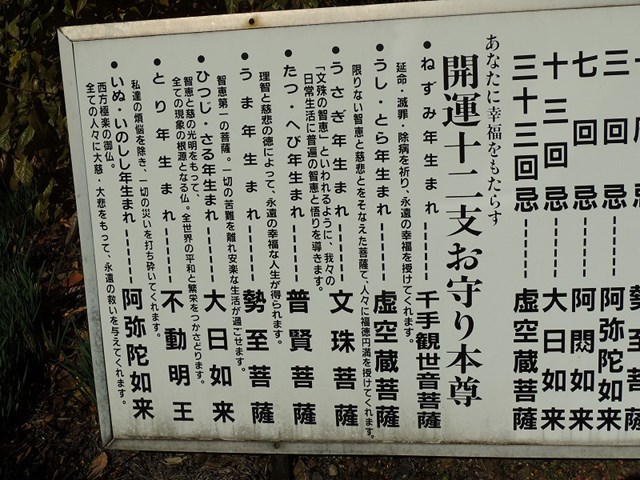 七回忌 阿弥陀如来
七回忌 阿閦如来
十三回忌 大日如来
三十三回忌 虚空蔵菩薩
あなたに幸福をもたらす
開運十二支お守り本尊
●ねずみ年生まれ 千手観世音菩薩
延命・滅罪・除病を祈り、永遠の幸福を授けてくれます。
●うし・とら年生まれ 虚空蔵菩薩
限りない智恵と慈悲とをそなえた菩薩で、人々に福徳円満を授けてくれます。
●うさぎ年生まれ 文珠菩薩
「文殊の智恵」といわれるように、我々の
日常生活に普遍の智恵と悟りを導きます。
●たつ・へび年生まれ 普賢菩薩
理智と慈悲の徳によって、永遠の幸福な人生が得られます。
●うま年生まれ 勢至菩薩
智恵第一の菩薩。一切の苦難を離れ安楽な生活が過ごせます。
●ひつじ・さる年生まれ 大日如来
智恵と慈の光明をもって、
全ての現象の根源となる仏。全世界の平和と繁栄をつかさどります。
●とり年生まれ 不動明王
私達の煩悩を除き、一切の災いを打ち砕いてくれます。
●いぬ・いのしし年生まれ 阿弥陀如来
西方極楽の御仏。
全ての人々に大慈・大悲をもって、永遠の救いを与えてくれます。